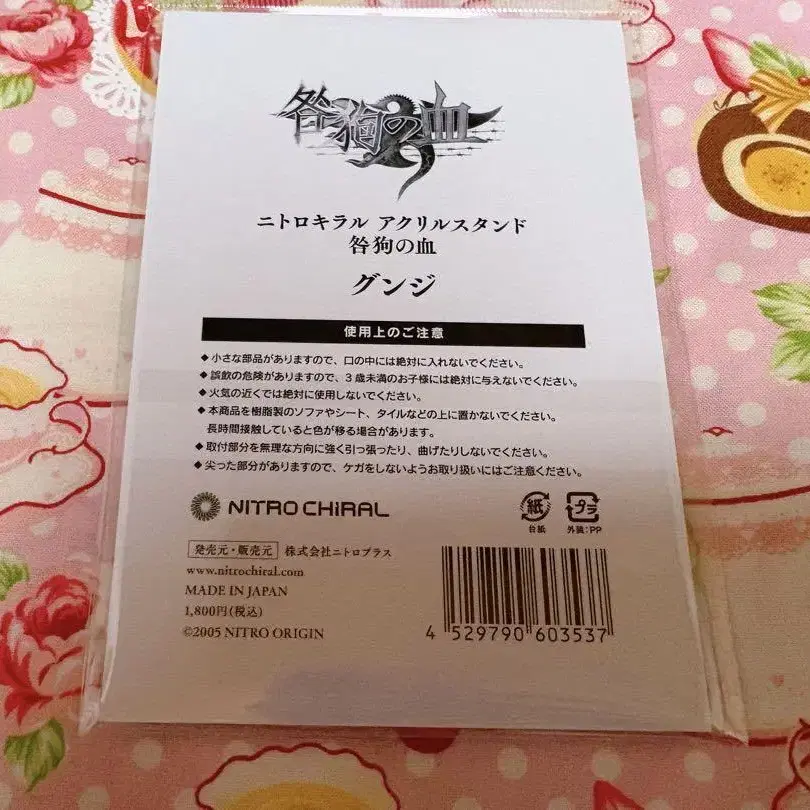 咎狗の血
ニトロキラル アクリルスタンド
咎狗の血
グンジ
使用上のご注意
◆小さな部品がありますので、口の中には絶対に入れないでください。
◆誤飲の危険がありますので、3歳未満のお子様には絶対に与えないでください。
◆火気の近くでは絶対に使用しないでください。
◆本商品を樹脂製のソファやシート、タイルなどの上に置かないでください。
長時間接触していると色が移る場合があります。
◆取付部分を無理な方向に強く引っ張ったり、曲げたりしないでください。
◆尖った部分がありますので、ケガをしないようお取り扱いにはご注意ください。
NITRO CHiRAL
紙
台紙
プラ
外装:PP
発売元・販売元 株式会社ニトロプラス
www.nitrochiral.com
MADE IN JAPAN
1,800円(税込)
©2005 NITRO ORIGIN
4 529790 603537